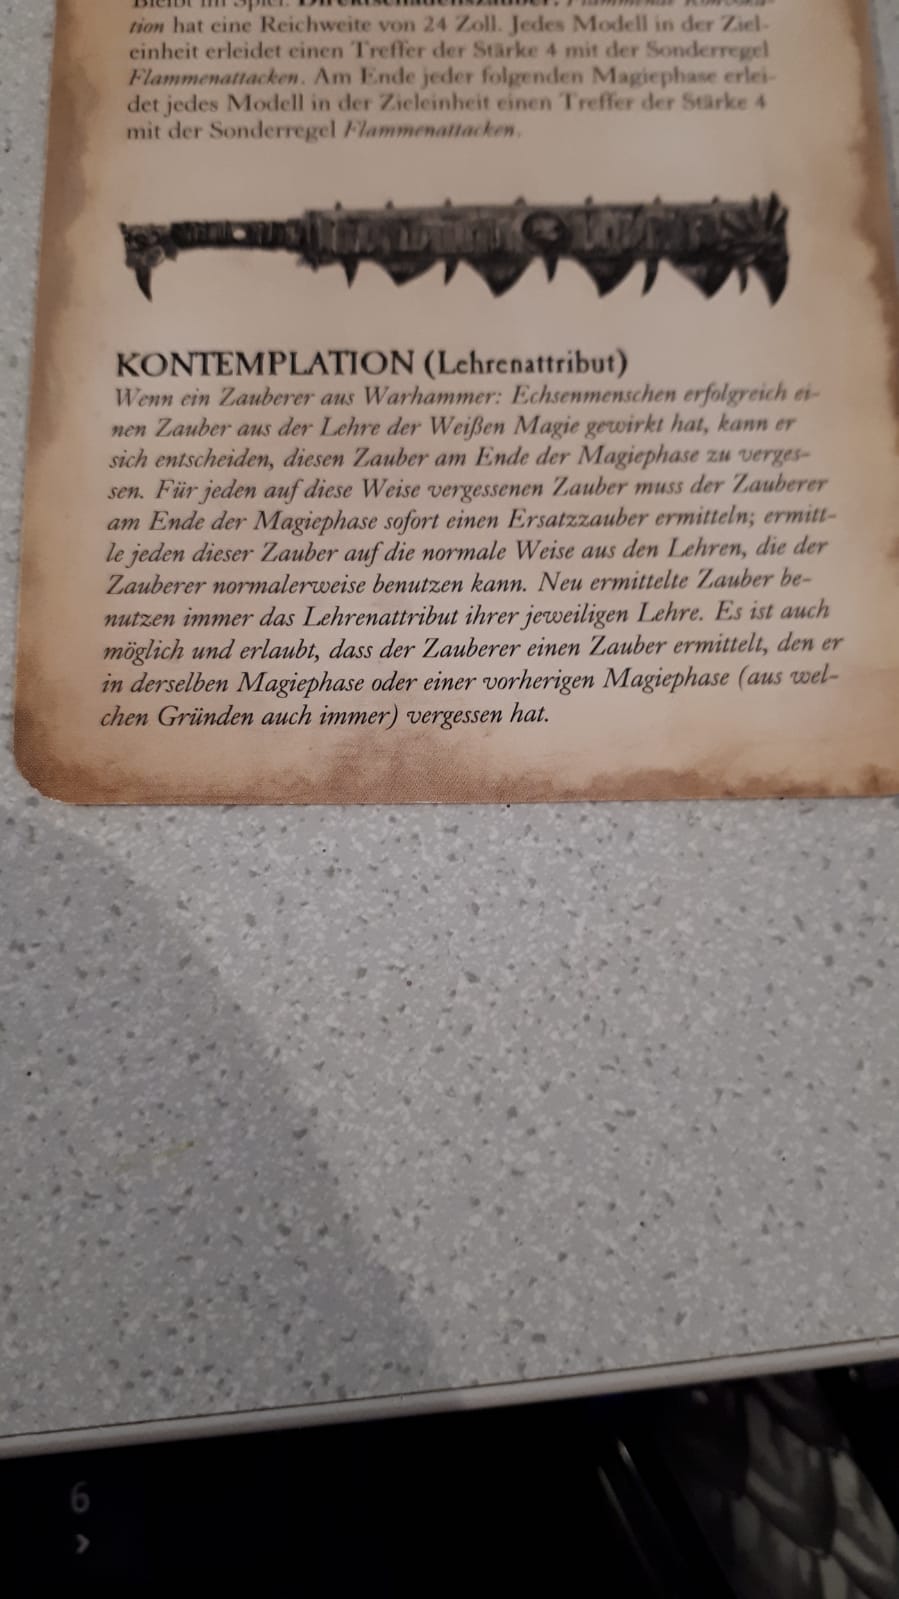 Bleibt im Spiel. Direktschadenszauber. Flammende Konvoka-
tion hat eine Reichweite von 24 Zoll. Jedes Modell in der Ziel-
einheit erleidet einen Treffer der Stärke 4 mit der Sonderregel
Flammenattacken. Am Ende jeder folgenden Magiephase erlei-
det jedes Modell in der Zieleinheit einen Treffer der Stärke 4
mit der Sonderregel Flammenattacken.
KONTEMPLATION (Lehrenattribut)
Wenn ein Zauberer aus Warhammer: Echsenmenschen erfolgreich ei-
nen Zauber aus der Lehre der Weißen Magie gewirkt hat, kann er
sich entscheiden, diesen Zauber am Ende der Magiephase zu verges-
sen. Für jeden auf diese Weise vergessenen Zauber muss der Zauberer
am Ende der Magiephase sofort einen Ersatzzauber ermitteln; ermitt-
le jeden dieser Zauber auf die normale Weise aus den Lehren, die der
Zauberer normalerweise benutzen kann. Neu ermittelte Zauber be-
nutzen immer das Lehrenattribut ihrer jeweiligen Lehre. Es ist auch
möglich und erlaubt, dass der Zauberer einen Zauber ermittelt, den er
in derselben Magiephase oder einer vorherigen Magiephase (aus wel-
chen Gründen auch immer) vergessen hat.
6
›